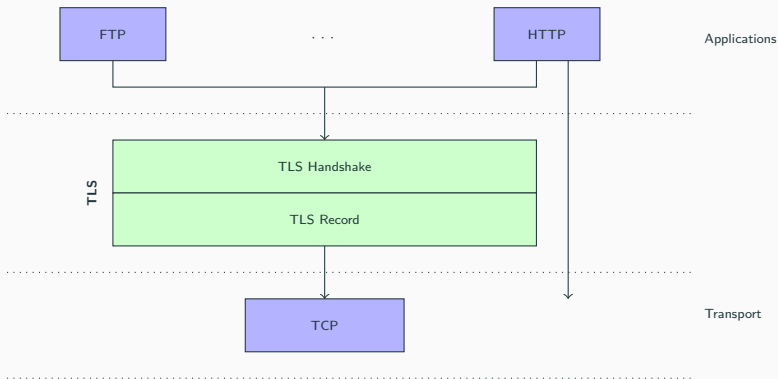 FTP
. . .
HTTP
Applications
TLS
TLS Handshake
TLS Record
TCP
Transport